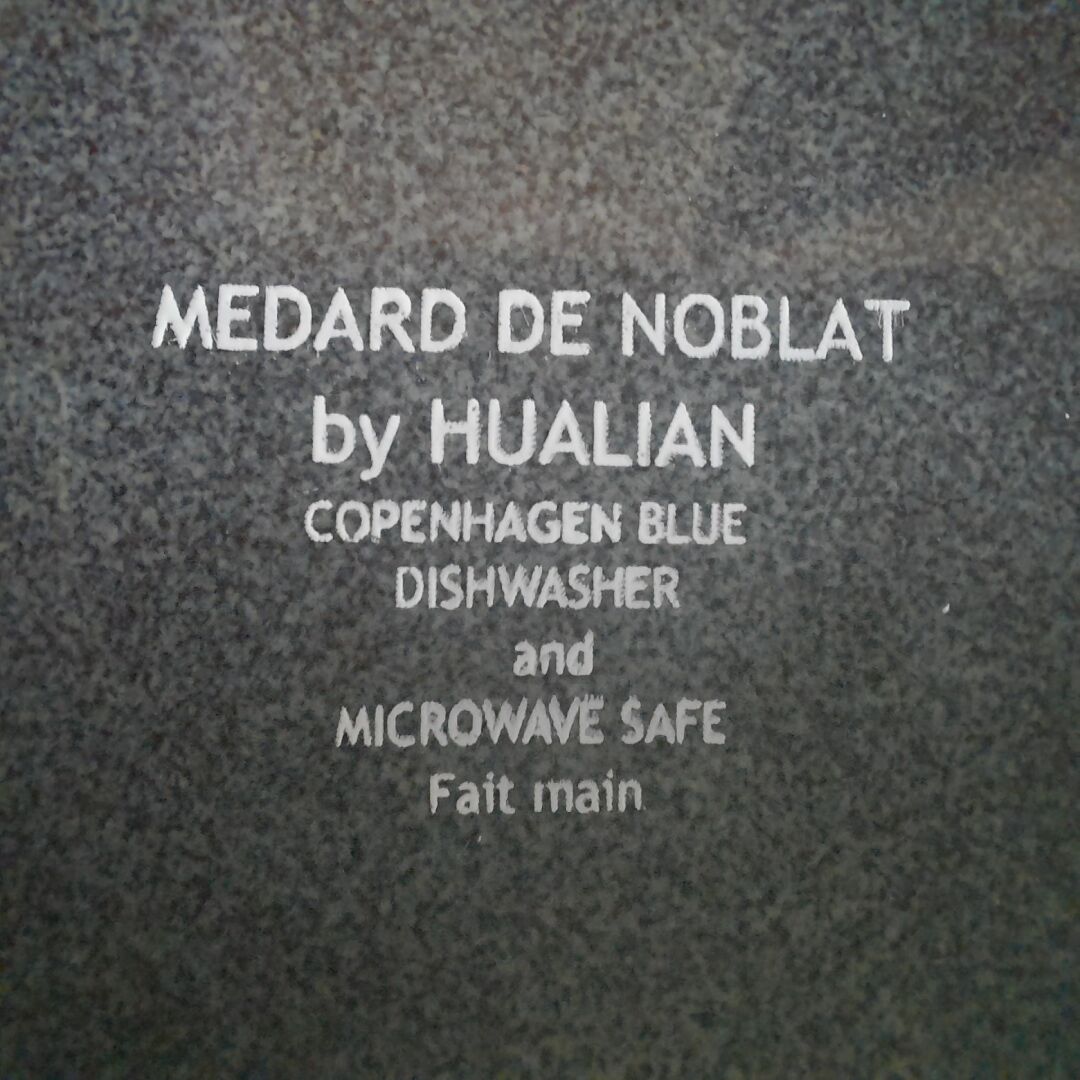 MEDARD DE NOBLAT
by HUALIAN
COPENHAGEN BLUE
DISHWASHER
and
MICROWAVE SAFE
Fait main